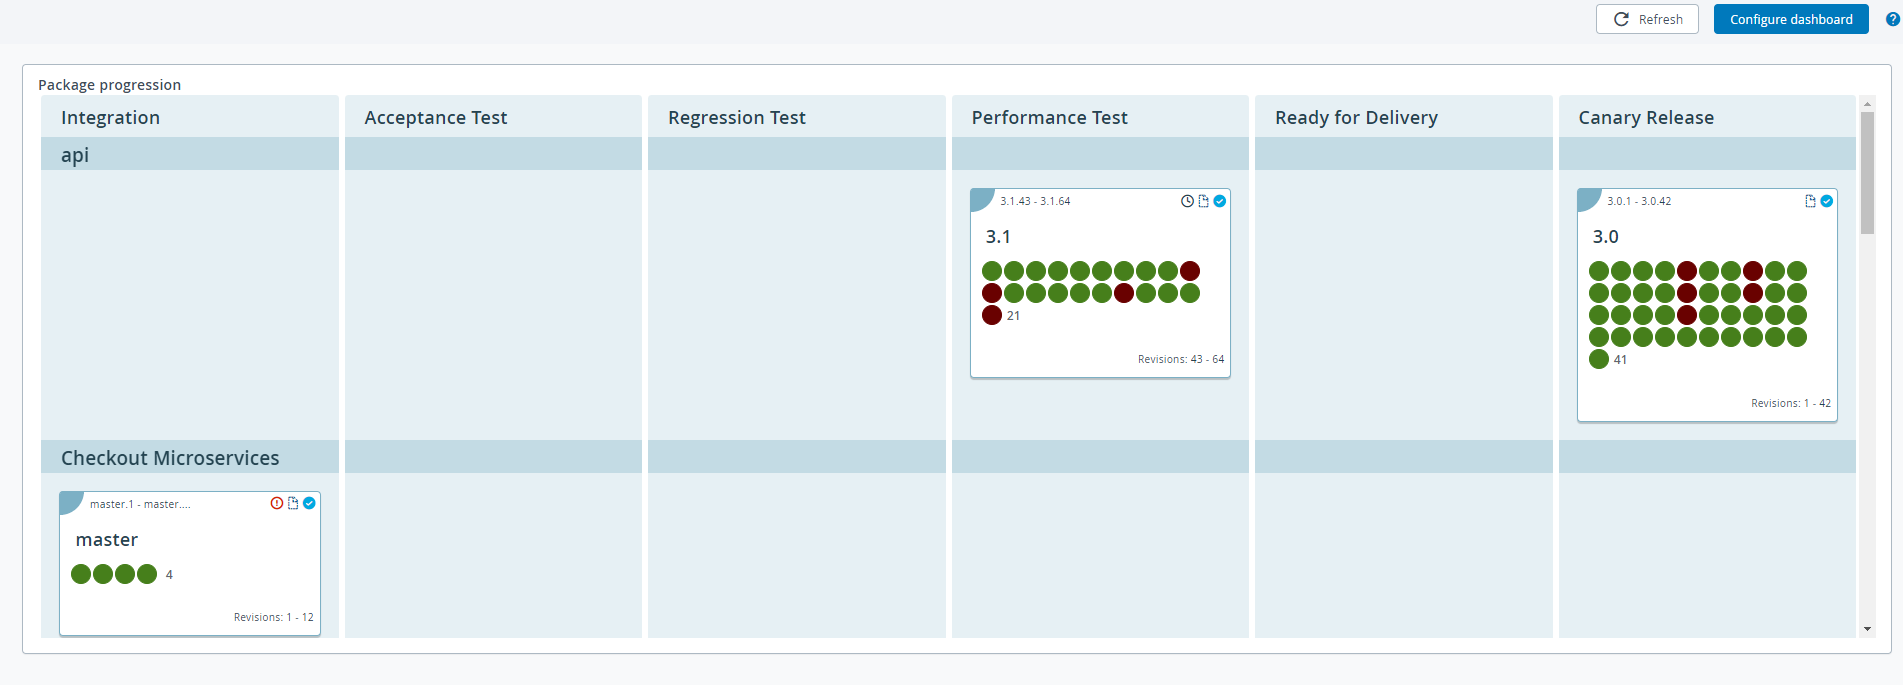 Refresh
Configure dashboard
?
Package progression
Integration
Acceptance Test
Regression Test
Performance Test
Ready for Delivery
Canary Release
api
3.1.43 - 3.1.64
3.1
21
Revisions: 43 - 64
3.0.1 - 3.0.42
3.0
41
Revisions: 1 - 42
Checkout Microservices
master.1 - master....
master
4
Revisions: 1 - 12